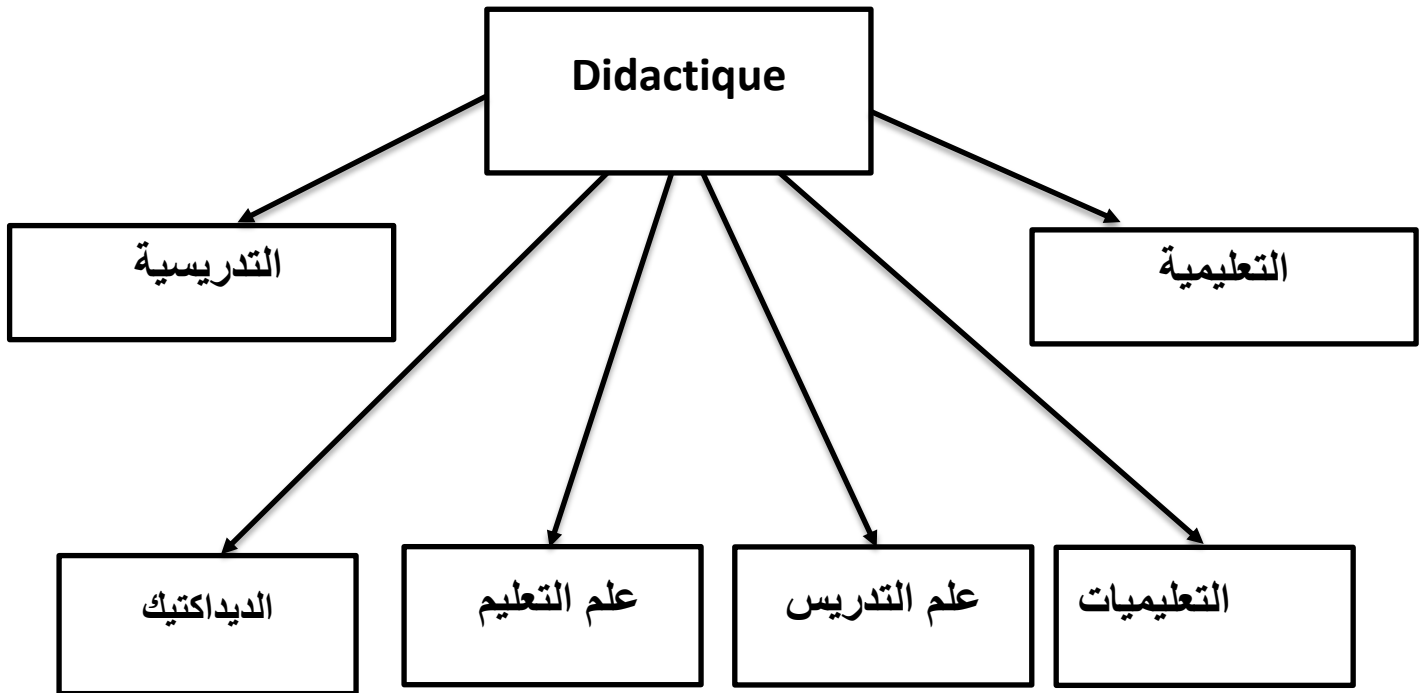 Didactique
التعليمية
التدريسية
التعليميات
علم التدريس
علم التعليم
الديداكتيك